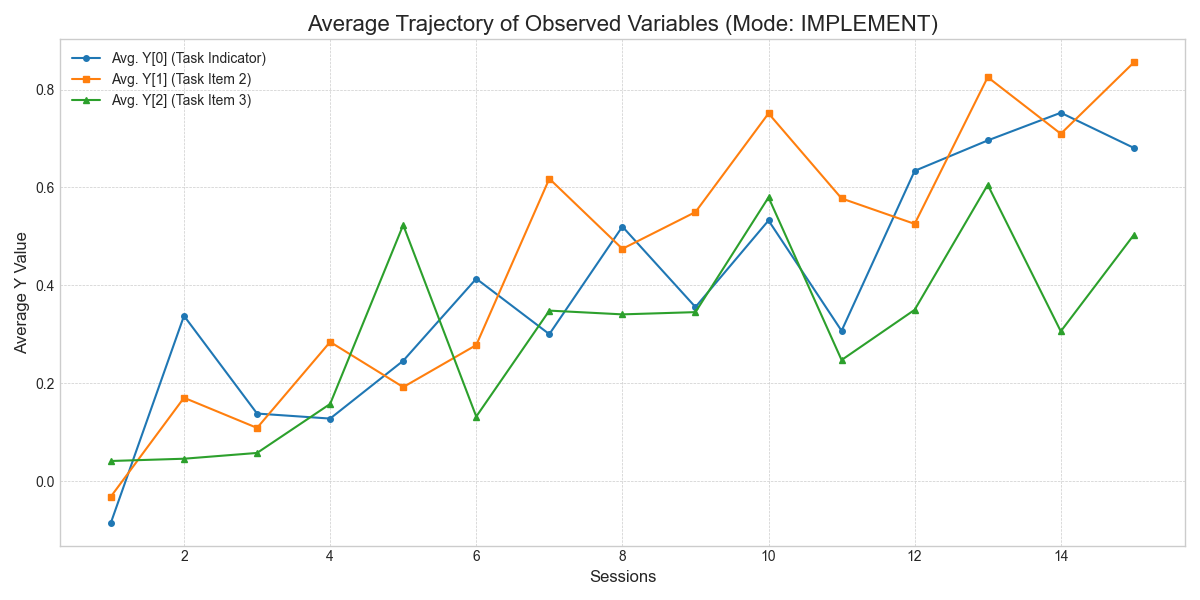 Average Trajectory of Observed Variables (Mode: IMPLEMENT)
Avg. Y[0] (Task Indicator)
Avg. Y[1] (Task Item 2)
Avg. Y[2] (Task Item 3)
Average Y Value
0.8
0.6
0.4
0.2
0.0
2 4 6 8 10 12 14
Sessions